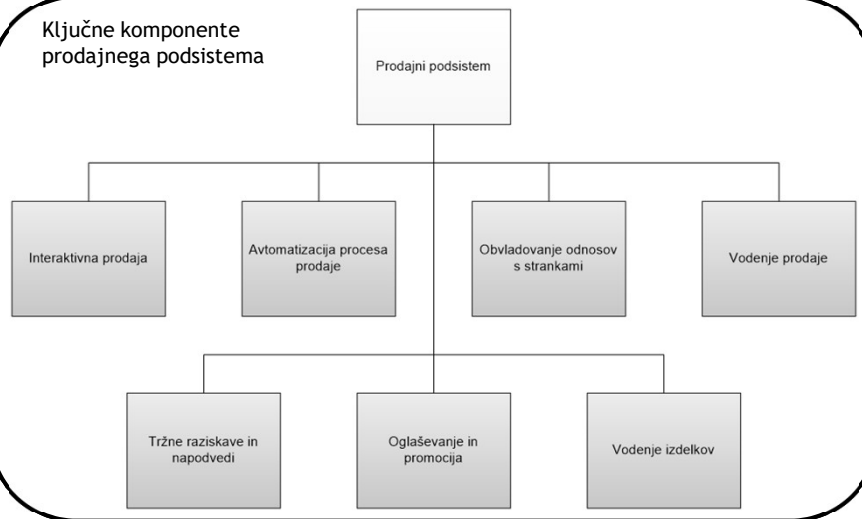 Ključne komponente
prodajnega podsistema
Prodajni podsistem
Interaktivna prodaja
Avtomatizacija procesa
prodaje
Obvladovanje odnosov
s strankami
Vodenje prodaje
Tržne raziskave in
napodvedi
Oglaševanje in
promocija
Vodenje izdelkov